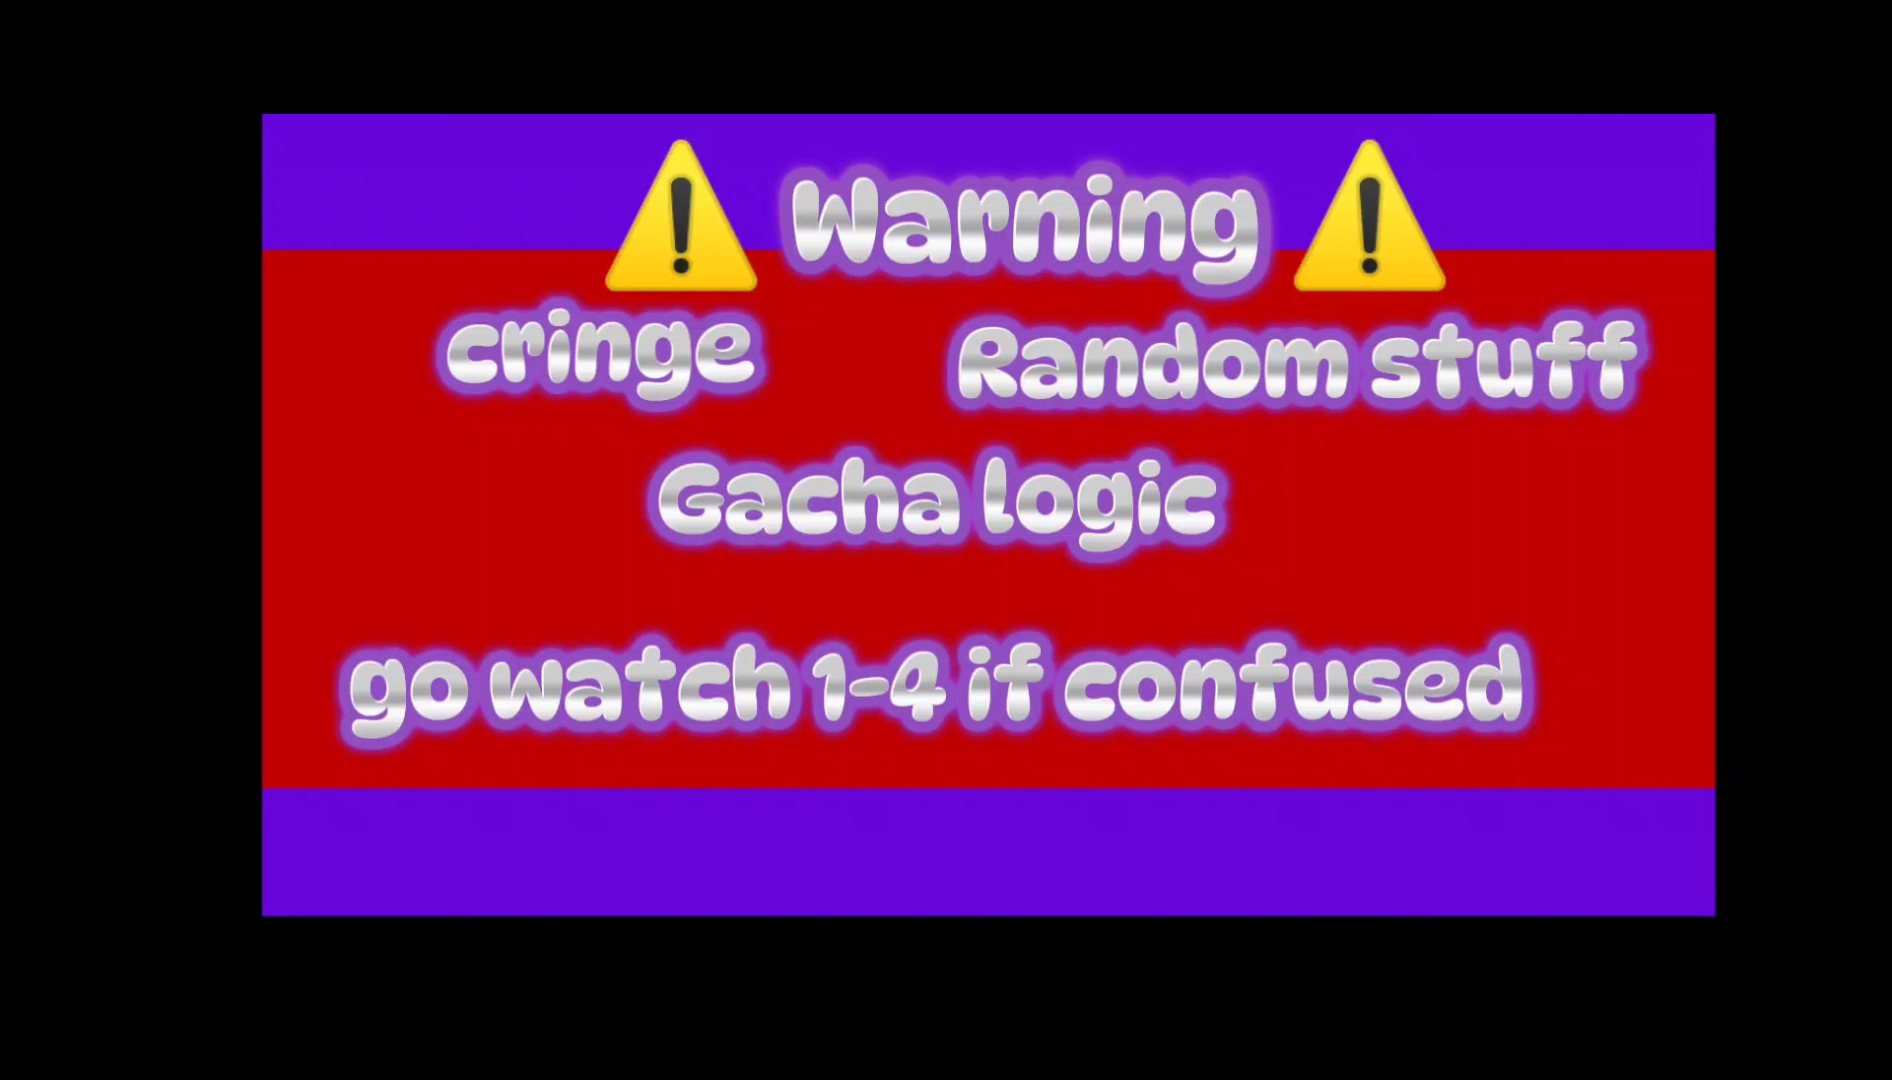 ⚠️ Warning ⚠️
cringe Random stuff
Gacha logic
go watch 1-4 if confused